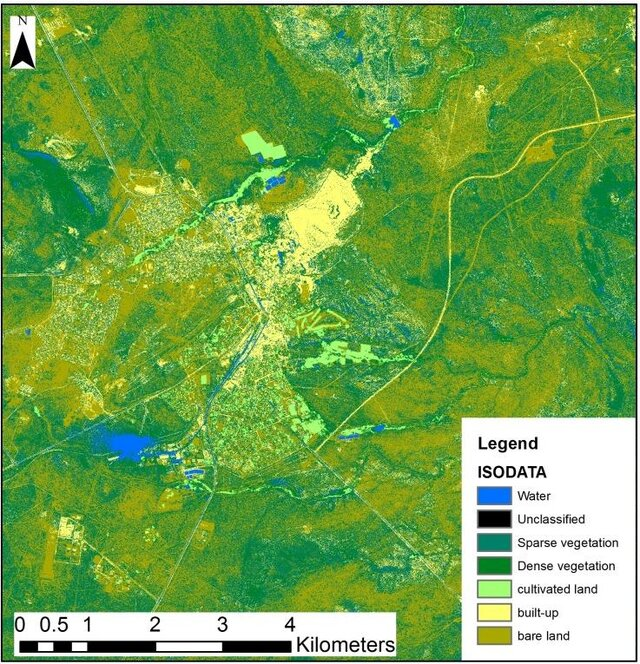 N
Legend
ISODATA
Water
Unclassified
Sparse vegetation
Dense vegetation
cultivated land
built-up
bare land
0 0.5 1 2 3 4
Kilometers